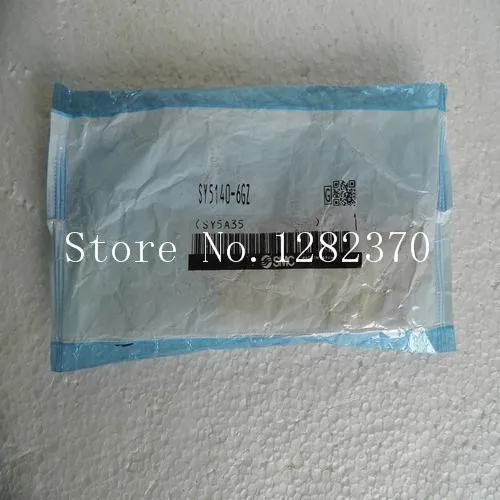 SY5140-6GZ
G
(SY5A35 )
Store No.: 1282370
SMC